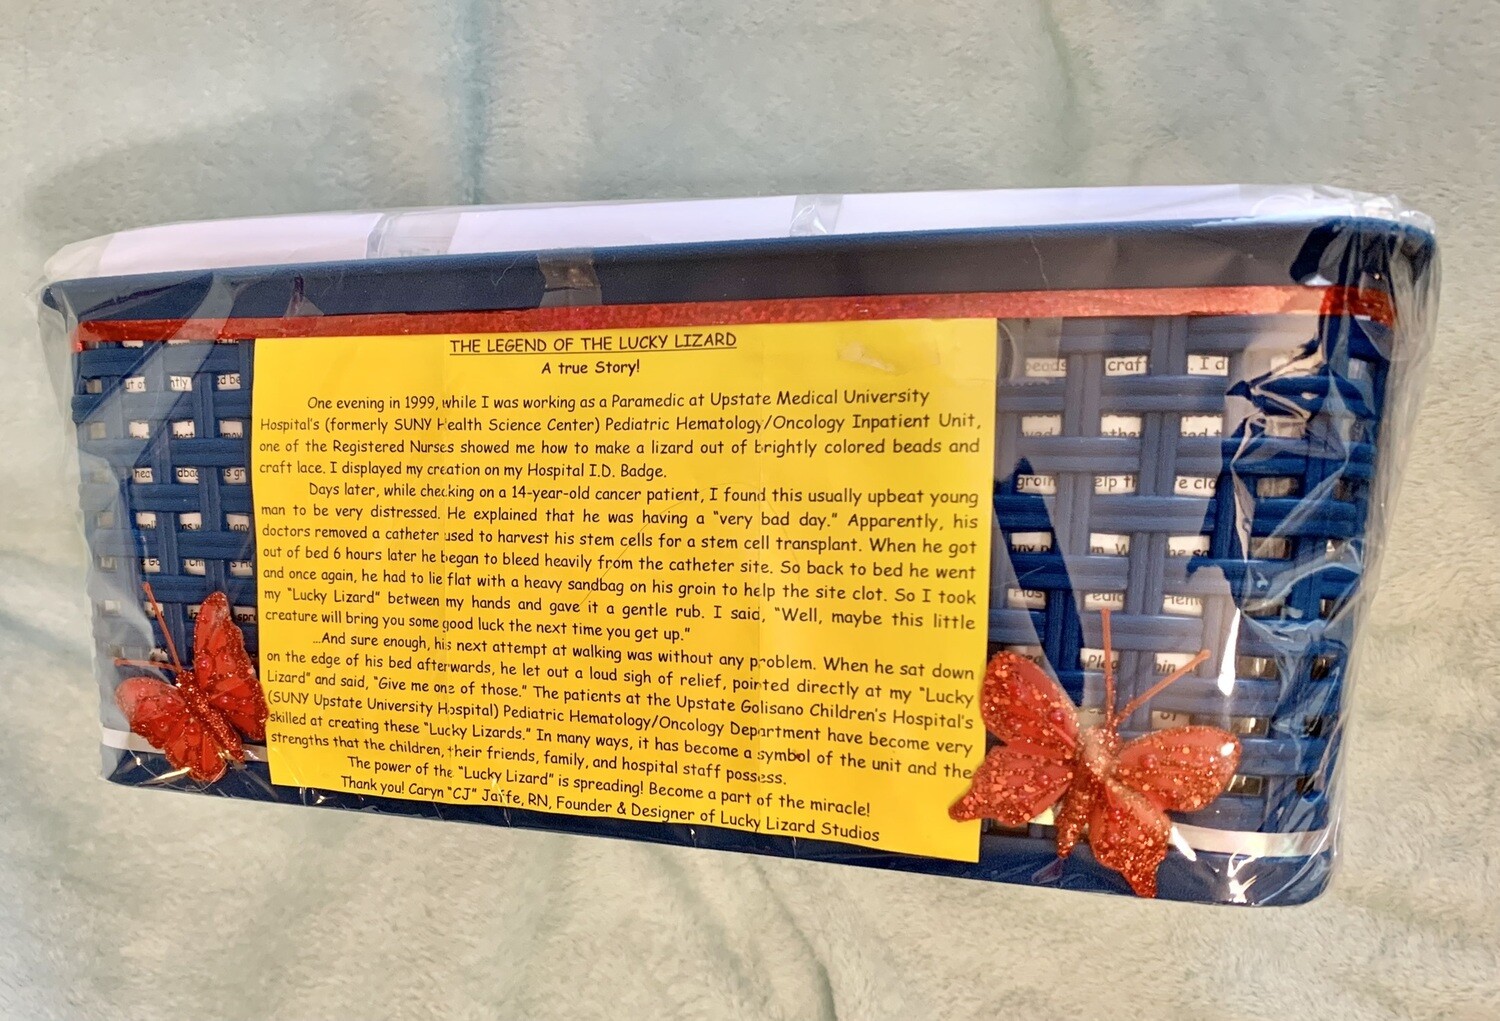 THE LEGEND OF THE LUCKY LIZARD
A true Story!
One evening in 1999, while I was working as a Paramedic at Upstate Medical University
Hospital's (formerly SUNY Health Science Center) Pediatric Hematology/Oncology Inpatient Unit,
one of the Registered Nurses showed me how to make a lizard out of brightly colored beads and
craft lace. I displayed my creation on my Hospital I.D. Badge.
Days later, while checking on a 14-year-old cancer patient, I found this usually upbeat young
man to be very distressed. He explained that he was having a "very bad day." Apparently, his
doctors removed a catheter used to harvest his stem cells for a stem cell transplant. When he got
out of bed 6 hours later he began to bleed heavily from the catheter site. So back to bed he went
and once again, he had to lie flat with a heavy sandbag on his groin to help the site clot. So I took
my "Lucky Lizard" between my hands and gave it a gentle rub. I said, "Well, maybe this little
creature will bring you some good luck the next time you get up."
...And sure enough, his next attempt at walking was without any problem. When he sat down
on the edge of his bed afterwards, he let out a loud sigh of relief, pointed directly at my "Lucky
Lizard" and said, "Give me one of those." The patients at the Upstate Golisano Children's Hospital's
(SUNY Upstate University Hospital) Pediatric Hematology/Oncology Department have become very
skilled at creating these "Lucky Lizards." In many ways, it has become a symbol of the unit and the
strengths that the children, their friends, family, and hospital staff possess.
The power of the "Lucky Lizard" is spreading! Become a part of the miracle!
Thank you! Caryn "CJ" Jaffe, RN, Founder & Designer of Lucky Lizard Studios